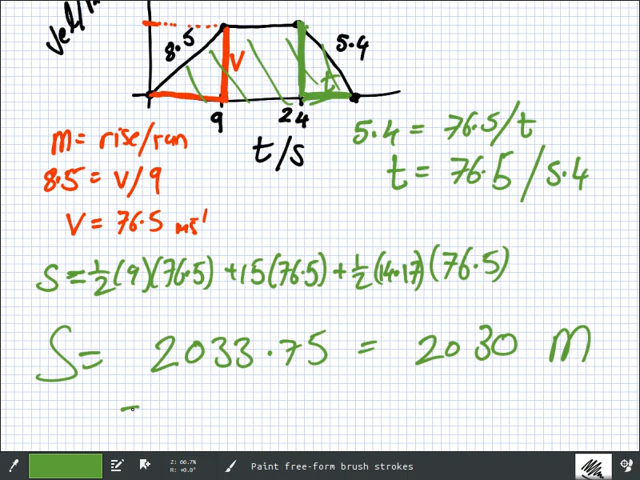 vel/m
8.5
V
5.4
t
9
24
t/s
m = rise/run
8.5 = V/9
V = 76.5 ms⁻¹
5.4 = 76.5/t
t = 76.5/5.4
S = 1/2(9)(76.5) + 15(76.5) + 1/2(14.17)(76.5)
S = 2033.75 = 2030 m
Z: 66.7%
R: +0.0°
Paint free-form brush strokes